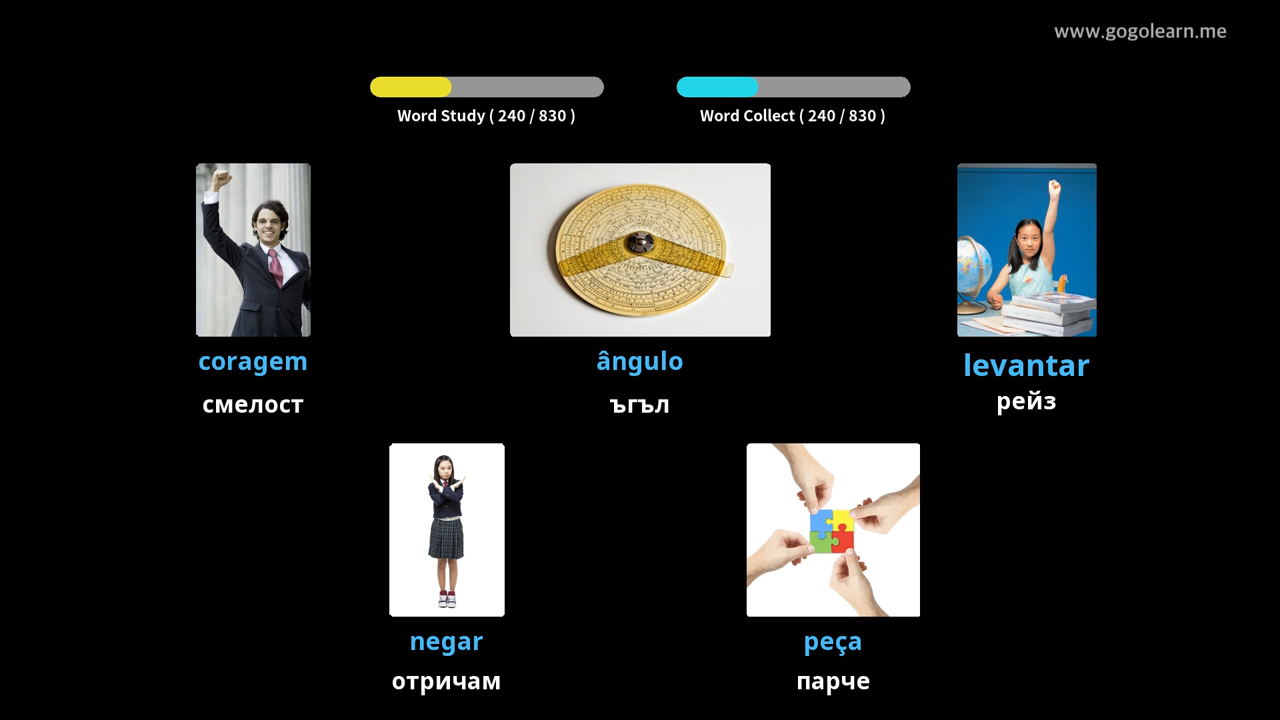 www.gogolearn.me
Word Study ( 240 / 830 )
Word Collect ( 240 / 830 )
coragem
ângulo
levantar
смелост
ъгъл
рейз
negar
peça
отричам
парче